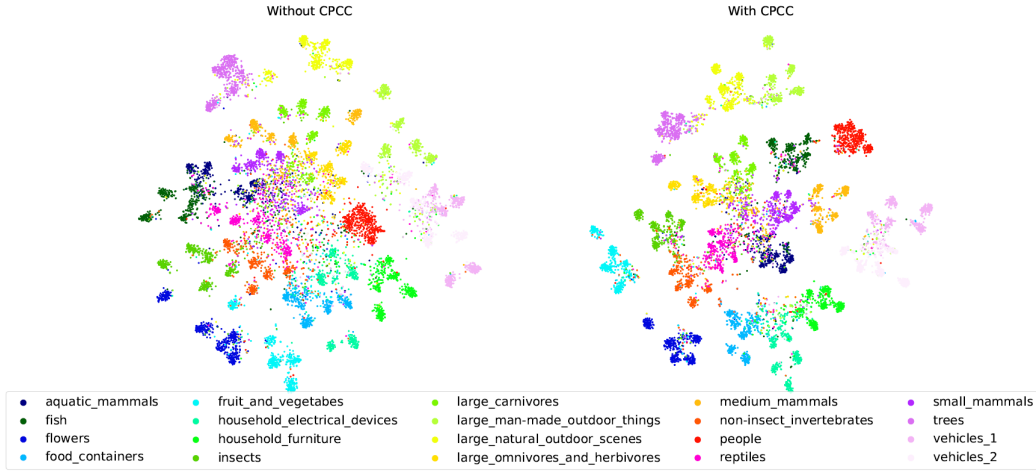 Without CPCC
With CPCC
aquatic_mammals
fish
flowers
food_containers
fruit_and_vegetabes
household_electrical_devices
household_furniture
insects
large_carnivores
large_man-made_outdoor_things
large_natural_outdoor_scenes
large_omnivores_and_herbivores
medium_mammals
non-insect_invertebrates
people
reptiles
small_mammals
trees
vehicles_1
vehicles_2